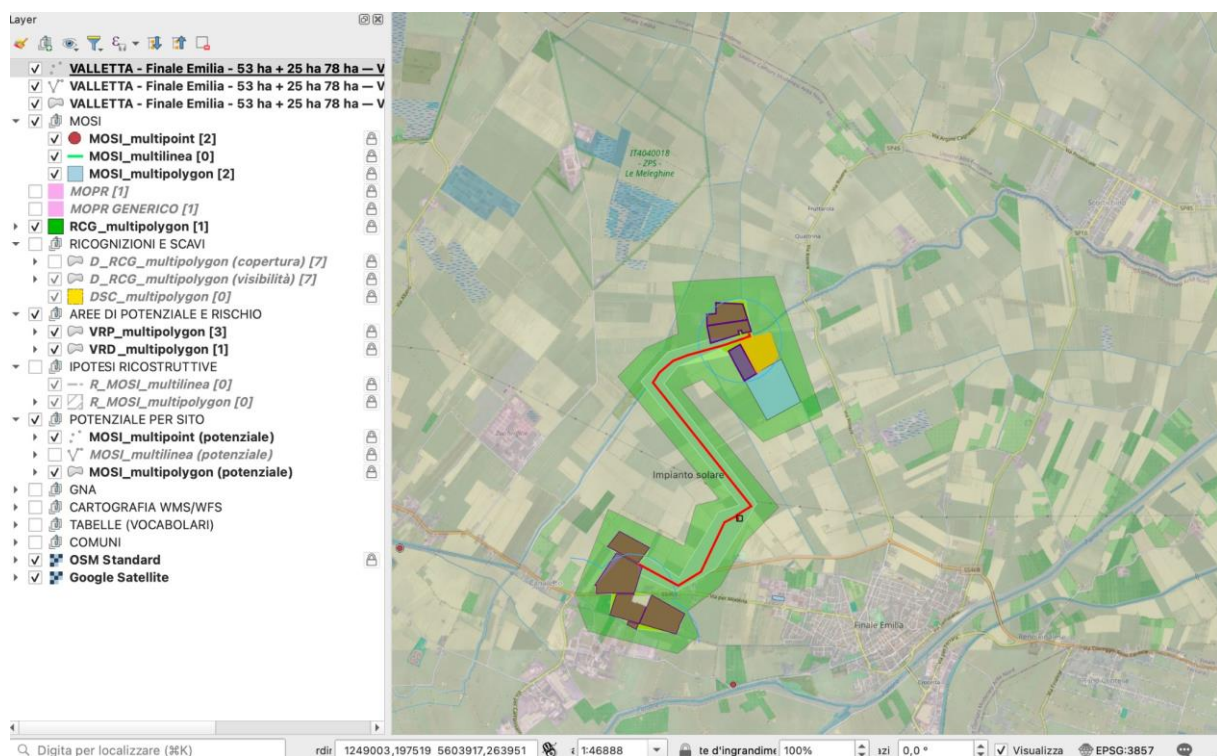 Layer
VALLETTA - Finale Emilia - 53 ha + 25 ha 78 ha — V
VALLETTA - Finale Emilia - 53 ha + 25 ha 78 ha — V
VALLETTA - Finale Emilia - 53 ha + 25 ha 78 ha — V
MOSI
MOSI_multipoint [2]
MOSI_multilinea [0]
MOSI_multipolygon [2]
MOPR [1]
MOPR GENERICO [1]
RCG_multipolygon [1]
RICOGNIZIONI E SCAVI
D_RCG_multipolygon (copertura) [7]
D_RCG_multipolygon (visibilità) [7]
DSC_multipolygon [0]
AREE DI POTENZIALE E RISCHIO
VRP_multipolygon [3]
VRD_multipolygon [1]
IPOTESI RICOSTRUTTIVE
R_MOSI_multilinea [0]
R_MOSI_multipolygon [0]
POTENZIALE PER SITO
MOSI_multipoint (potenziale)
MOSI_multilinea (potenziale)
MOSI_multipolygon (potenziale)
GNA
CARTOGRAFIA WMS/WFS
TABELLE (VOCABOLARI)
COMUNI
OSM Standard
Google Satellite
IT4040018
- ZPS -
Le Meleghine
Impianto solare
Finale Emilia
Digita per localizzare (⌘K)
rdir 1249003,197519 5603917,263951 1:46888 te d'ingrandime 100% azi 0,0 ° Visualizza EPSG:3857